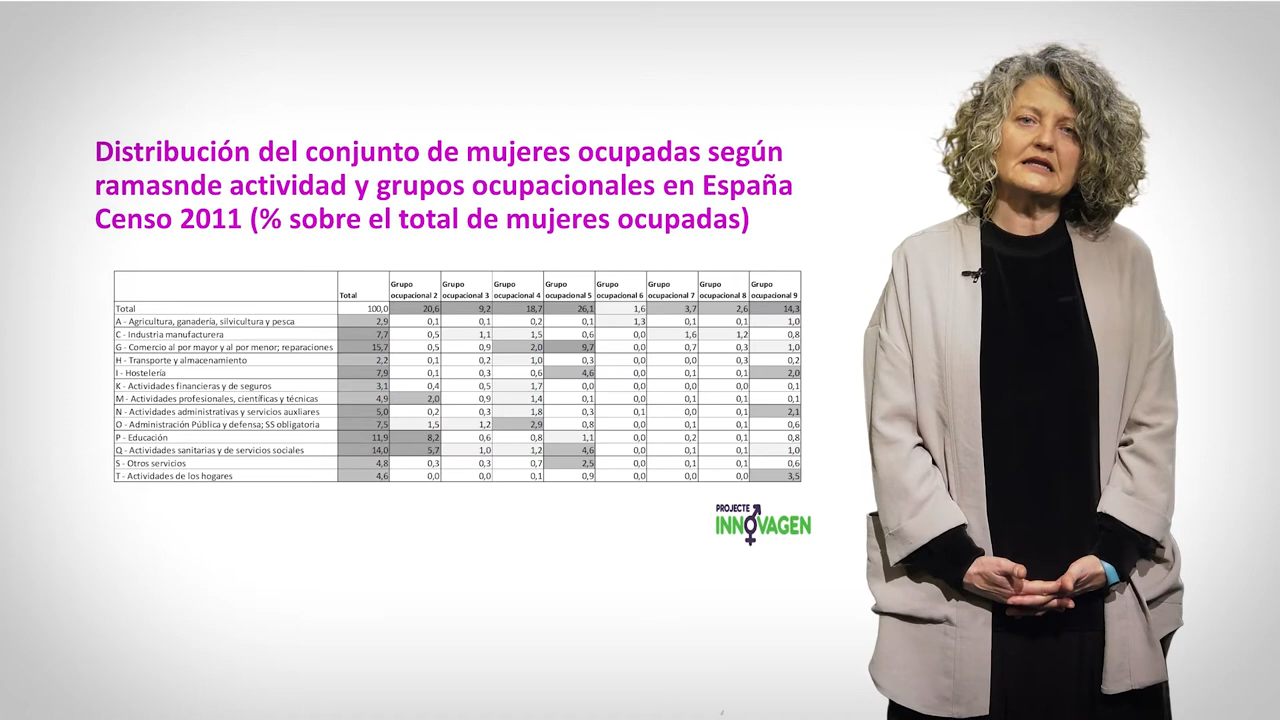 Distribución del conjunto de mujeres ocupadas según
ramasnde actividad y grupos ocupacionales en España
Censo 2011 (% sobre el total de mujeres ocupadas)
Total Grupo ocupacional 2 Grupo ocupacional 3 Grupo ocupacional 4 Grupo ocupacional 5 Grupo ocupacional 6 Grupo ocupacional 7 Grupo ocupacional 8 Grupo ocupacional 9
Total 100,0 20,6 9,2 18,7 26,1 1,6 3,7 2,6 14,3
A - Agricultura, ganadería, silvicultura y pesca 2,9 0,1 0,1 0,2 0,1 1,3 0,1 0,1 1,0
C - Industria manufacturera 7,7 0,5 1,1 1,5 0,6 0,0 1,6 1,2 0,8
G - Comercio al por mayor y al por menor; reparaciones 15,7 0,5 0,9 2,0 9,7 0,0 0,7 0,3 1,0
H - Transporte y almacenamiento 2,2 0,1 0,2 1,0 0,3 0,0 0,0 0,3 0,2
I - Hostelería 7,9 0,1 0,3 0,6 4,6 0,0 0,1 0,1 2,0
K - Actividades financieras y de seguros 3,1 0,4 0,5 1,7 0,0 0,0 0,0 0,0 0,1
M - Actividades profesionales, científicas y técnicas 4,9 2,0 0,9 1,4 0,1 0,0 0,1 0,1 0,1
N - Actividades administrativas y servicios auxliares 5,0 0,2 0,3 1,8 0,3 0,1 0,0 0,1 2,1
O - Administración Pública y defensa; SS obligatoria 7,5 1,5 1,2 2,9 0,8 0,0 0,1 0,1 0,6
P - Educación 11,9 8,2 0,6 0,8 1,1 0,0 0,2 0,1 0,8
Q - Actividades sanitarias y de servicios sociales 14,0 5,7 1,0 1,2 4,6 0,0 0,1 0,1 1,0
S - Otros servicios 4,8 0,3 0,3 0,7 2,5 0,0 0,1 0,1 0,6
T - Actividades de los hogares 4,6 0,0 0,0 0,1 0,9 0,0 0,0 0,0 3,5
PROJECTE
INNOVAGEN